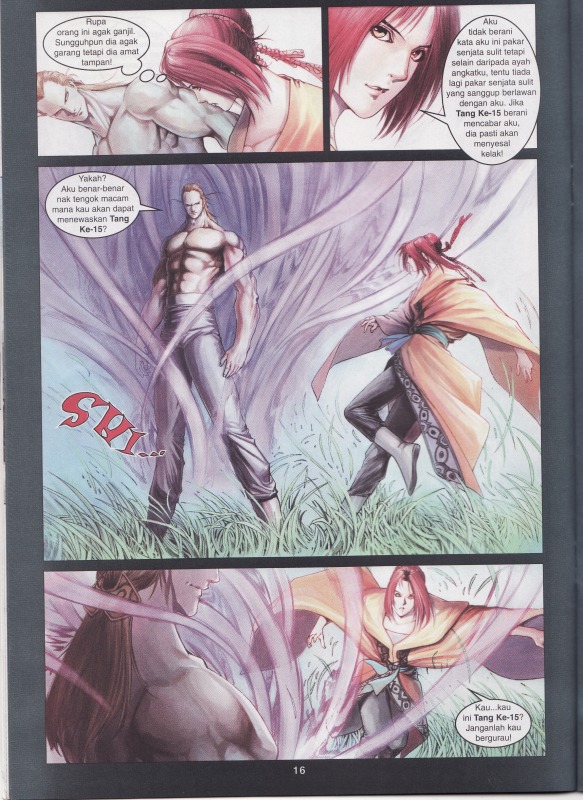 Rupa
orang ini agak ganjil.
Sungguhpun dia agak
garang tetapi dia amat
tampan!
Aku
tidak berani
kata aku ini pakar
senjata sulit tetapi
selain daripada ayah
angkatku, tentu tiada
lagi pakar senjata sulit
yang sanggup berlawan
dengan aku. Jika
Tang Ke-15 berani
mencabar aku,
dia pasti akan
menyesal
kelak!
Yakah?
Aku benar-benar
nak tengok macam
mana kau akan dapat
menewaskan Tang
Ke-15?
SUI...
Kau...kau
ini Tang Ke-15?
Janganlah kau
bergurau!
16